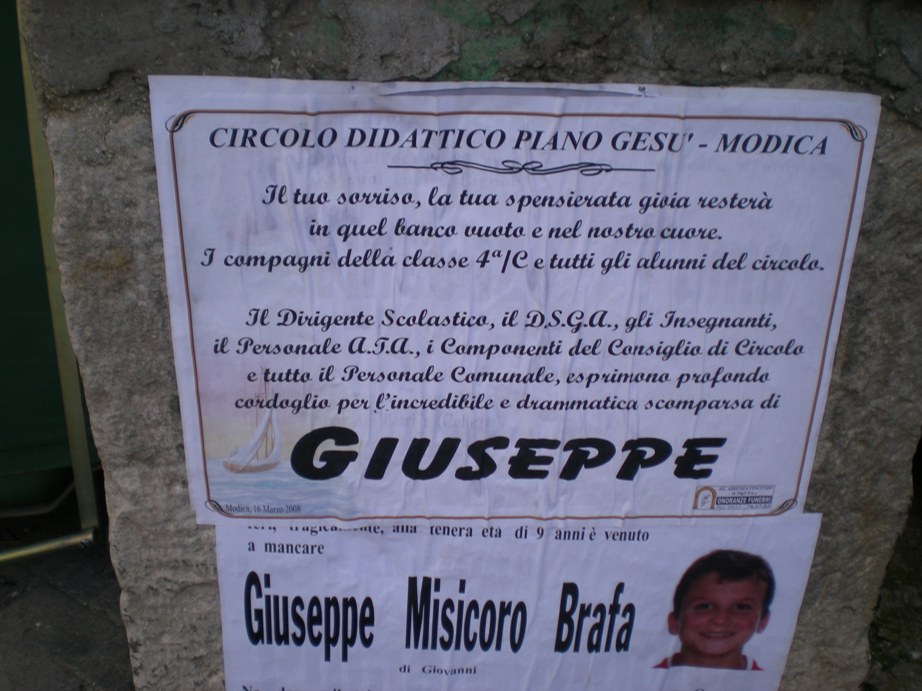 CIRCOLO DIDATTICO PIANO GESU' - MODICA
Il tuo sorriso, la tua spensierata gioia resterà
in quel banco vuoto e nel nostro cuore.
I compagni della classe 4ª/C e tutti gli alunni del circolo.
Il Dirigente Scolastico, il D.S.G.A., gli Insegnanti,
il Personale A.T.A., i Componenti del Consiglio di Circolo
e tutto il Personale Comunale, esprimono profondo
cordoglio per l'incredibile e drammatica scomparsa di
GIUSEPPE
Modica, 16 Marzo 2008
ONORANZE FUNEBRI
tragicamente, alla tenera età di 9 anni è venuto
a mancare
Giuseppe Misicoro Brafa
di Giovanni